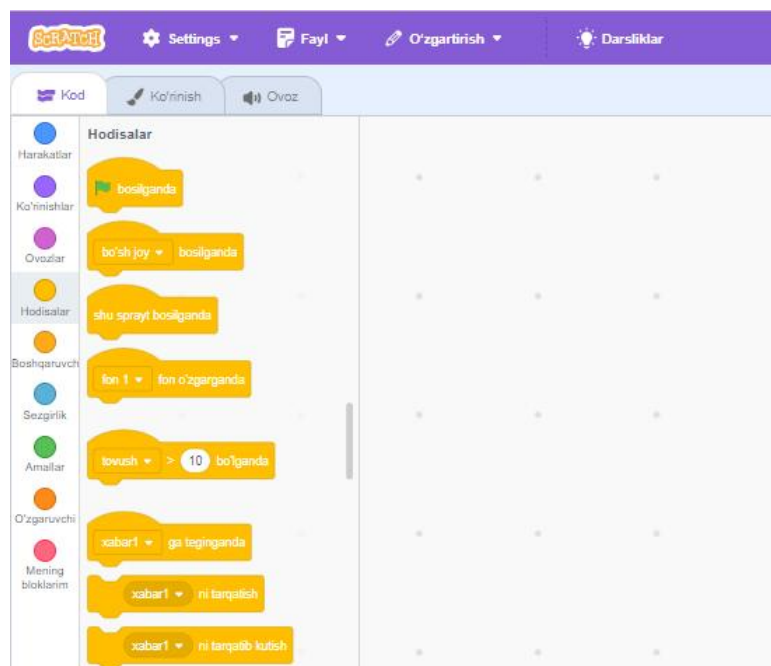 SCRATCH Settings Fayl O'zgartirish Darsliklar
Kod Ko'rinish Ovoz
Harakatlar
Ko'rinishlar
Ovozlar
Hodisalar
Boshqaruvch
Sezgirlik
Amallar
O'zgaruvchi
Mening
bloklarim
Hodisalar
bosilganda
bo'sh joy bosilganda
shu sprayt bosilganda
fon 1 fon o'zgarganda
tovush > 10 bo'lganda
xabar1 ga teginganda
xabar1 ni tarqatish
xabar1 ni tarqatib kutish